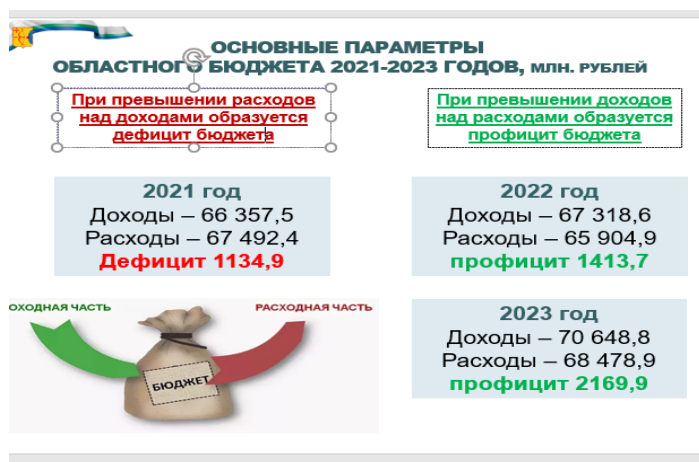 ОСНОВНЫЕ ПАРАМЕТРЫ
ОБЛАСТНОГО БЮДЖЕТА 2021-2023 ГОДОВ, МЛН. РУБЛЕЙ
При превышении расходов
над доходами образуется
дефицит бюджета
При превышении доходов
над расходами образуется
профицит бюджета
2021 год
Доходы – 66 357,5
Расходы – 67 492,4
Дефицит 1134,9
2022 год
Доходы – 67 318,6
Расходы – 65 904,9
профицит 1413,7
ОХОДНАЯ ЧАСТЬ
РАСХОДНАЯ ЧАСТЬ
БЮДЖЕТ
2023 год
Доходы – 70 648,8
Расходы – 68 478,9
профицит 2169,9